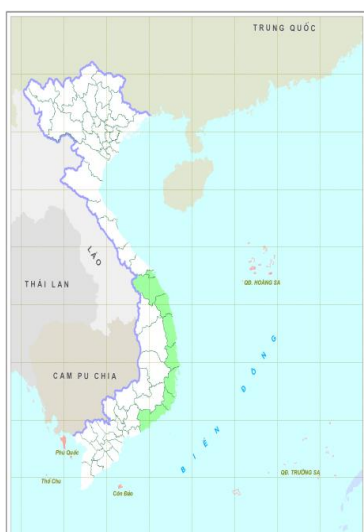 TRUNG QUỐC
LÀO
QĐ. HOÀNG SA
THÁI LAN
BIỂN ĐÔNG
CAM PU CHIA
Phú Quốc
QĐ. TRƯỜNG SA
Thổ Chu
Côn Đảo